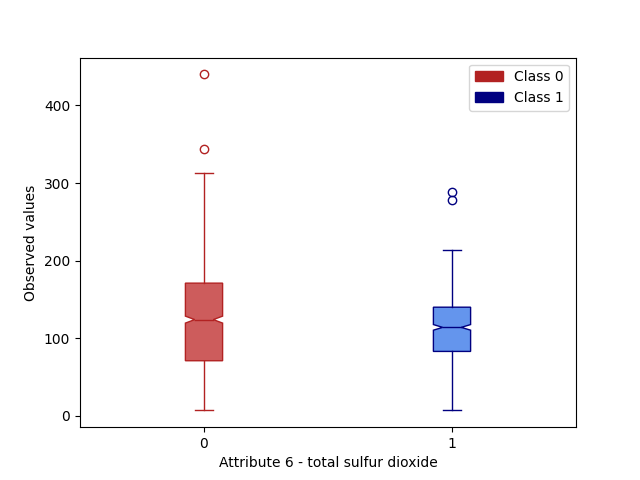 Class 0
Class 1
400
300
200
100
0
Observed values
0 1
Attribute 6 - total sulfur dioxide